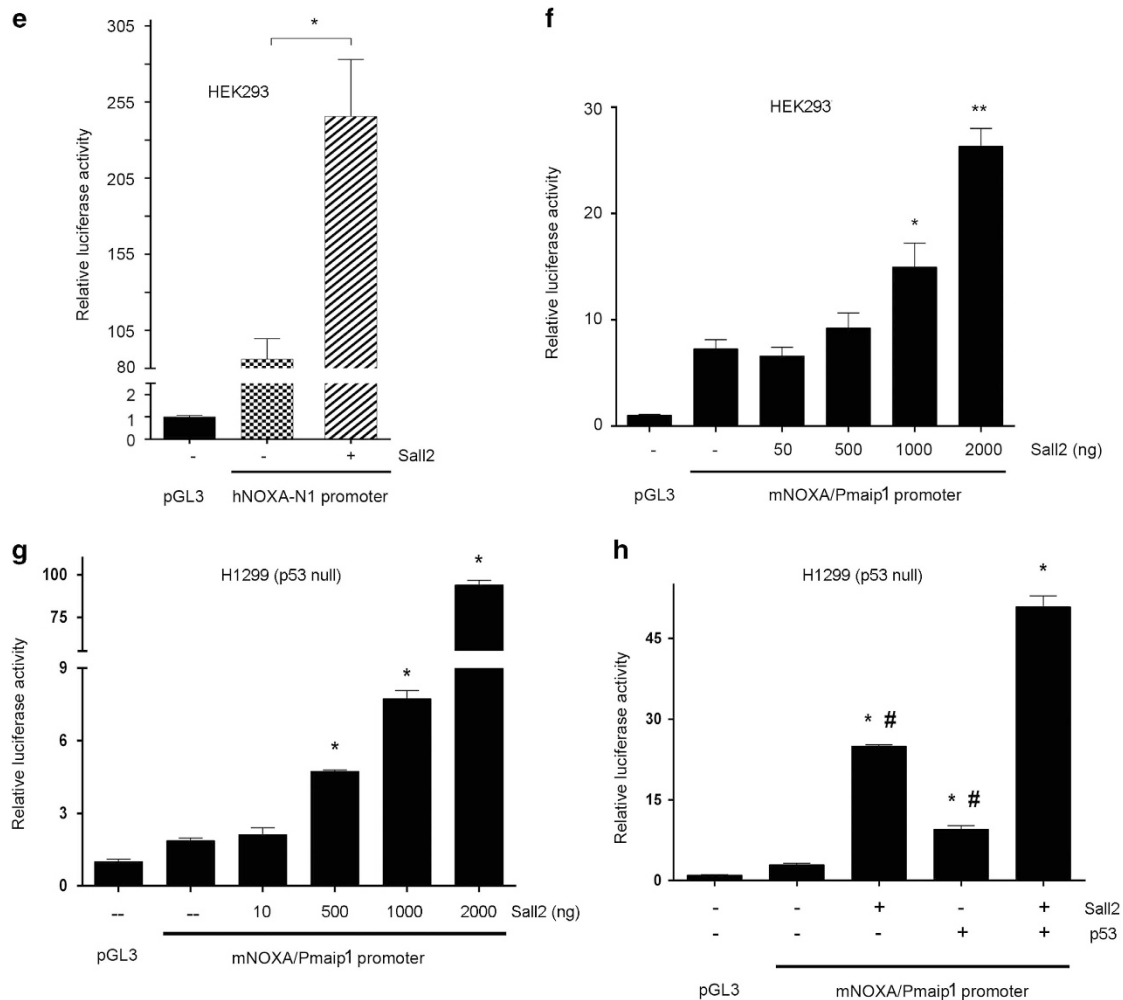 e
305
255
205
155
105
80
2
1
0
Relative luciferase activity
HEK293
*
- - + Sall2
pGL3 hNOXA-N1 promoter
f
30
20
10
0
Relative luciferase activity
HEK293
*
**
- - 50 500 1000 2000 Sall2 (ng)
pGL3 mNOXA/Pmaip1 promoter
g
100
75
9
6
3
0
Relative luciferase activity
H1299 (p53 null)
*
*
*
-- -- 10 500 1000 2000 Sall2 (ng)
pGL3 mNOXA/Pmaip1 promoter
h
45
30
15
0
Relative luciferase activity
H1299 (p53 null)
* #
* #
*
- - + - + Sall2
- - - + + p53
pGL3 mNOXA/Pmaip1 promoter